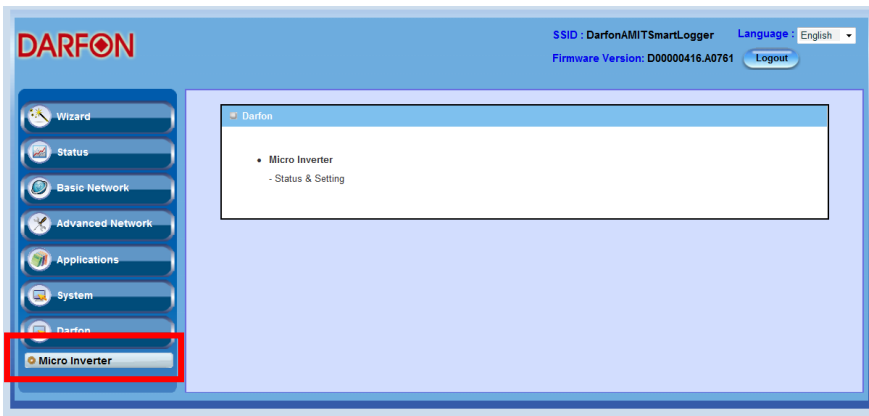 DARFON
SSID : DarfonAMITSmartLogger Language : English
Firmware Version: D00000416.A0761 Logout
Wizard
Status
Basic Network
Advanced Network
Applications
System
Darfon
Micro Inverter
Darfon
• Micro Inverter
- Status & Setting